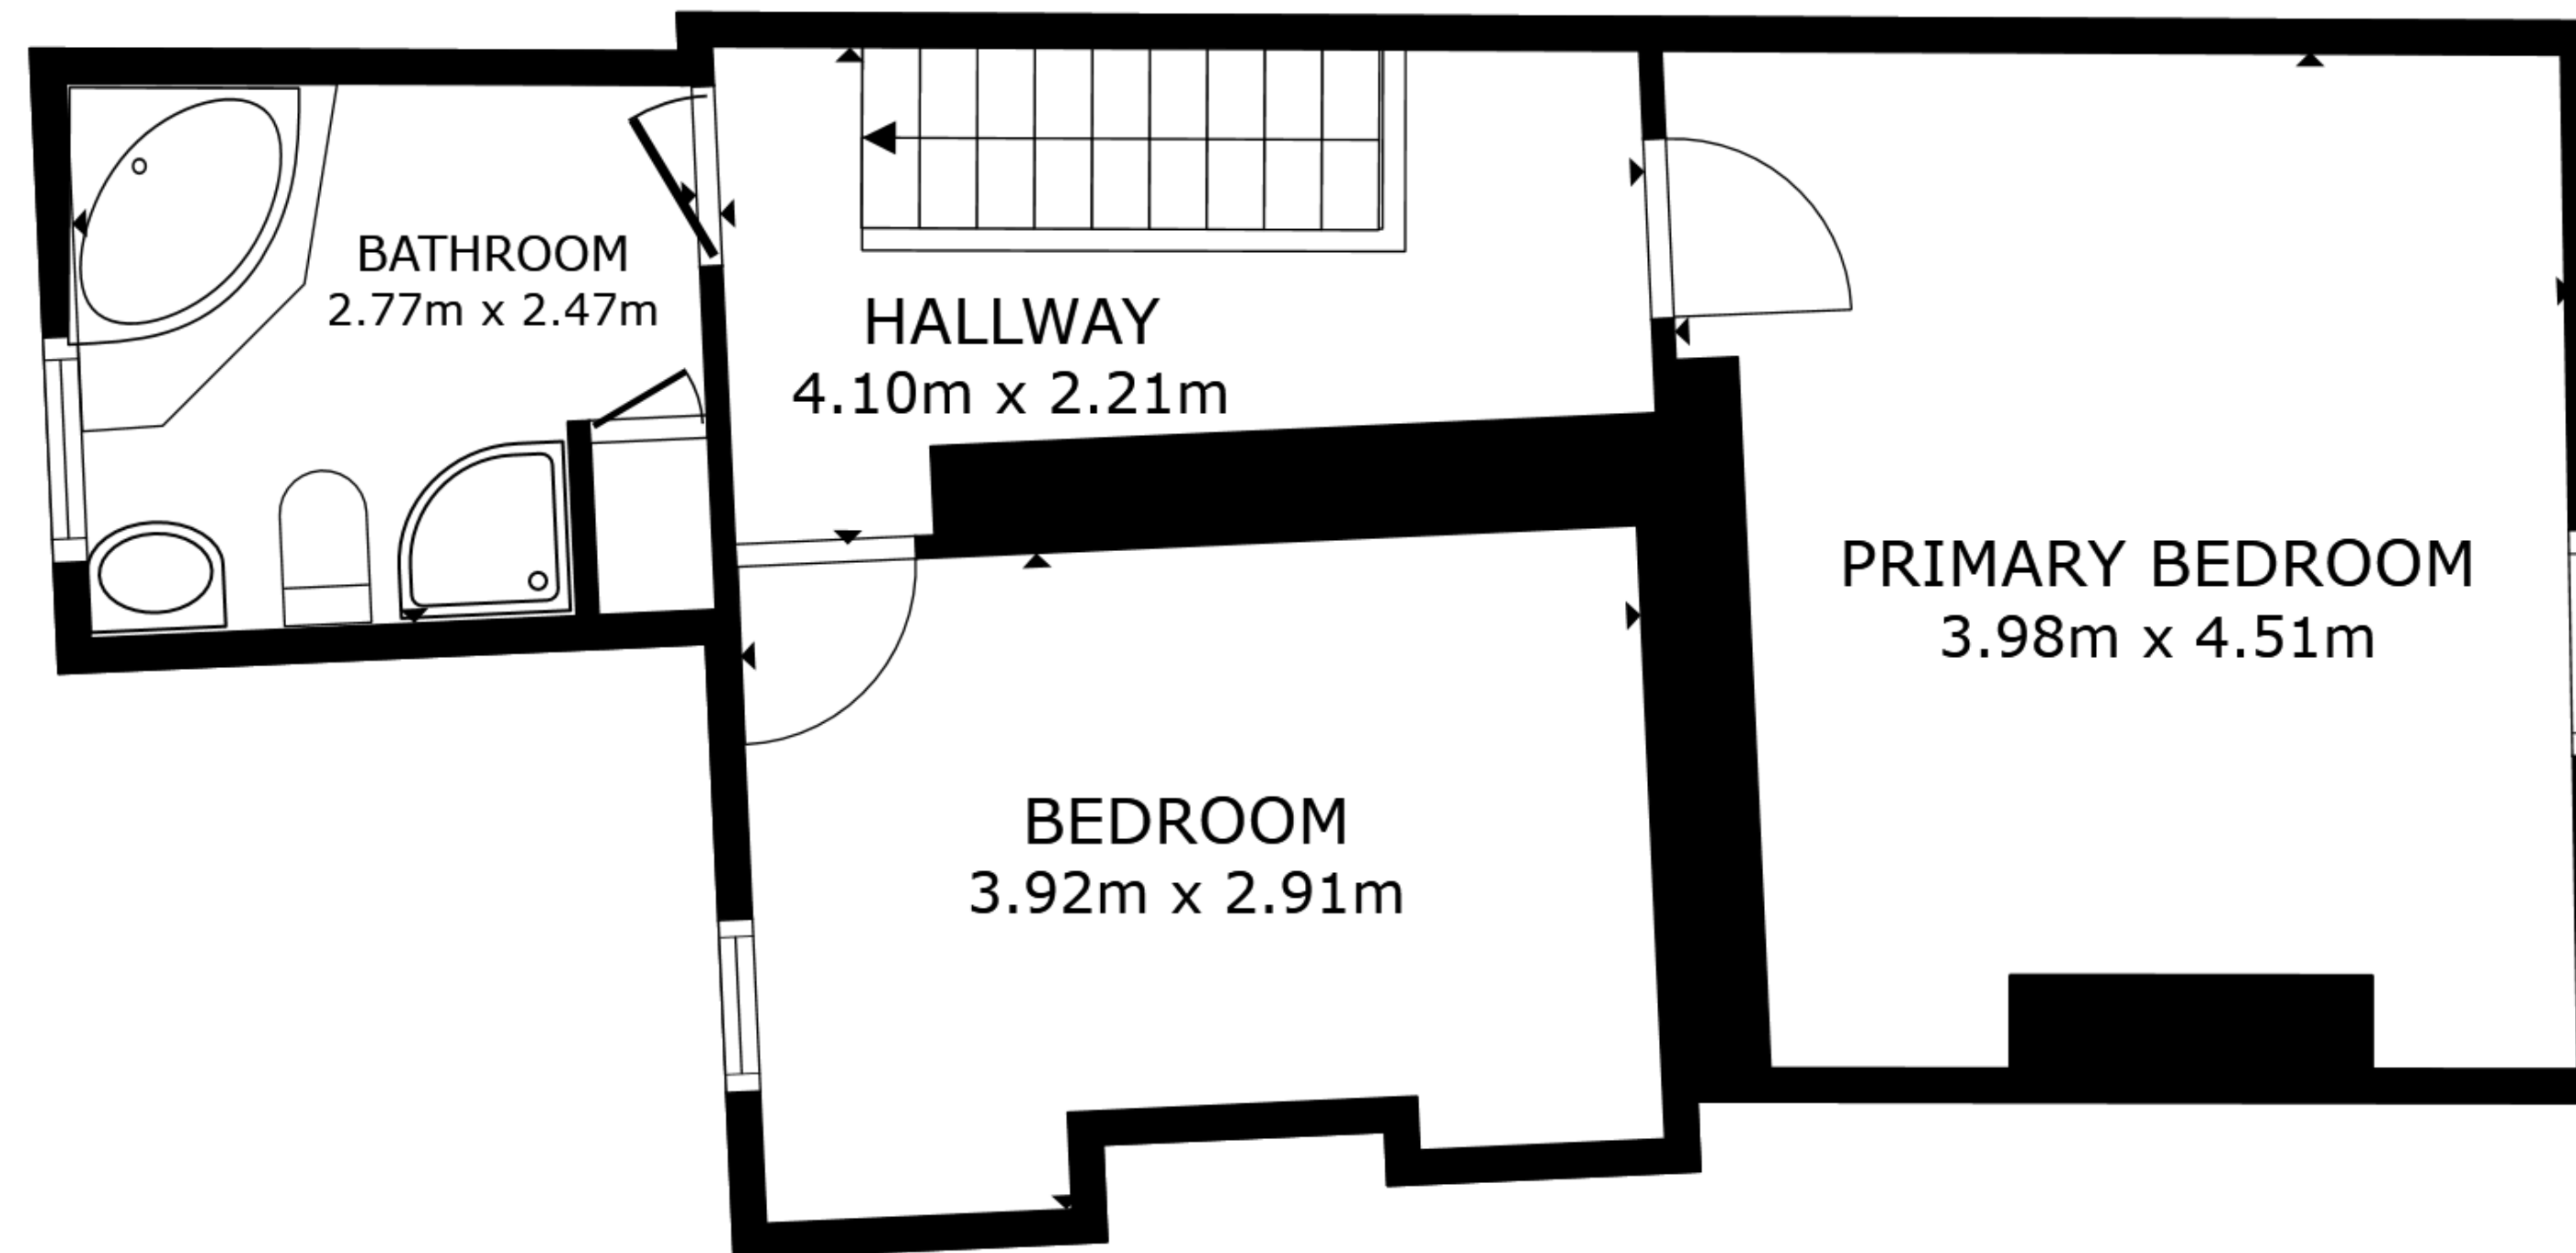 BATHROOM
2.77m x 2.47m
HALLWAY
4.10m x 2.21m
PRIMARY BEDROOM
3.98m x 4.51m
BEDROOM
3.92m x 2.91m